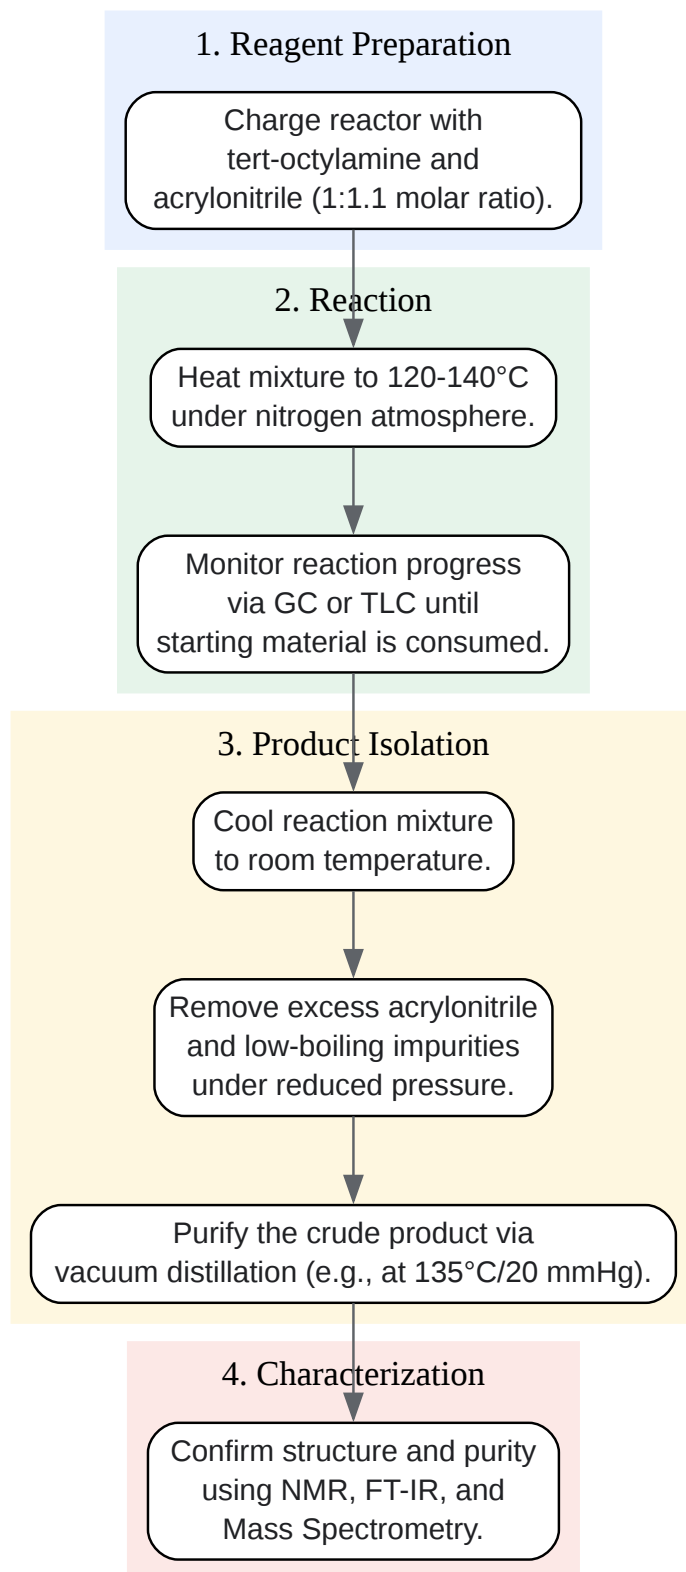 1. Reagent Preparation
Charge reactor with
tert-octylamine and
acrylonitrile (1:1.1 molar ratio).
2. Reaction
Heat mixture to 120-140°C
under nitrogen atmosphere.
Monitor reaction progress
via GC or TLC until
starting material is consumed.
3. Product Isolation
Cool reaction mixture
to room temperature.
Remove excess acrylonitrile
and low-boiling impurities
under reduced pressure.
Purify the crude product via
vacuum distillation (e.g., at 135°C/20 mmHg).
4. Characterization
Confirm structure and purity
using NMR, FT-IR, and
Mass Spectrometry.